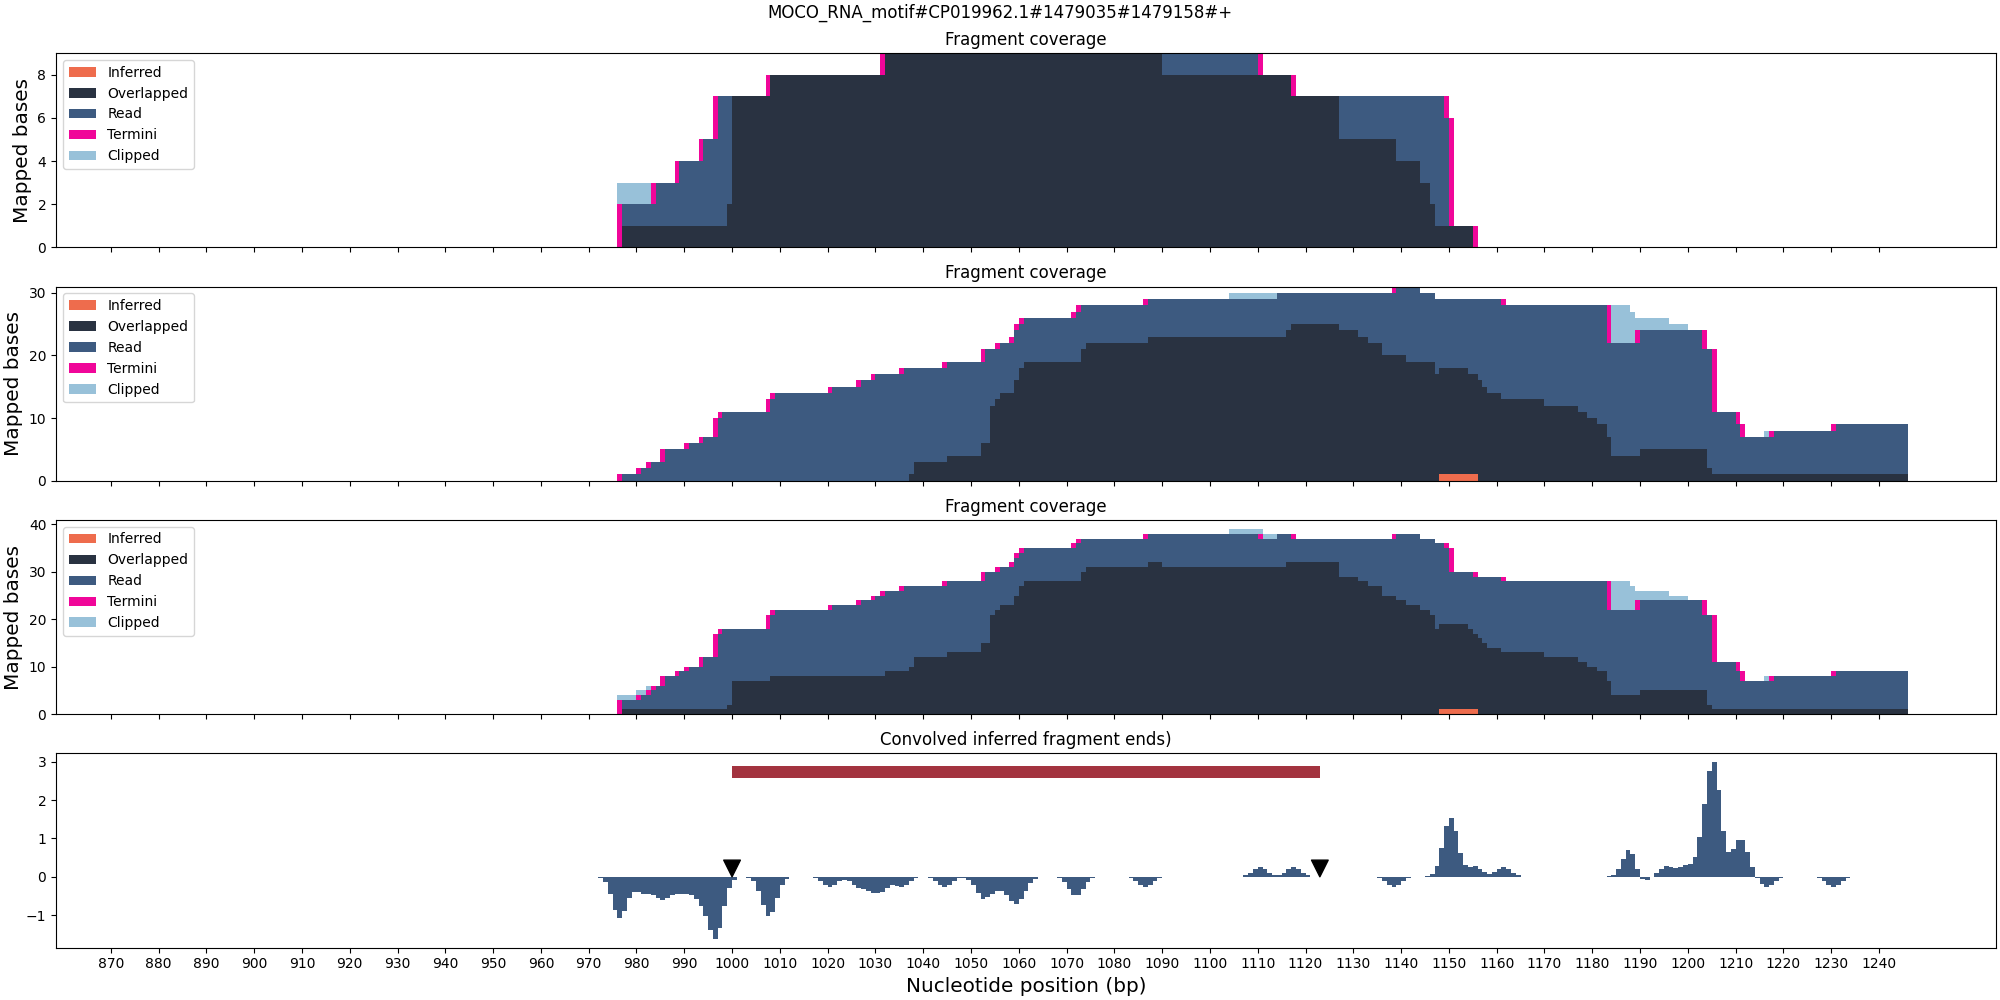 MOCO_RNA_motif#CP019962.1#1479035#1479158#+
Fragment coverage
Mapped bases
8
6
4
2
0
Inferred
Overlapped
Read
Termini
Clipped
Fragment coverage
Mapped bases
30
20
10
0
Inferred
Overlapped
Read
Termini
Clipped
Fragment coverage
Mapped bases
40
30
20
10
0
Inferred
Overlapped
Read
Termini
Clipped
Convolved inferred fragment ends)
3
2
1
0
−1
870 880 890 900 910 920 930 940 950 960 970 980 990 1000 1010 1020 1030 1040 1050 1060 1070 1080 1090 1100 1110 1120 1130 1140 1150 1160 1170 1180 1190 1200 1210 1220 1230 1240
Nucleotide position (bp)